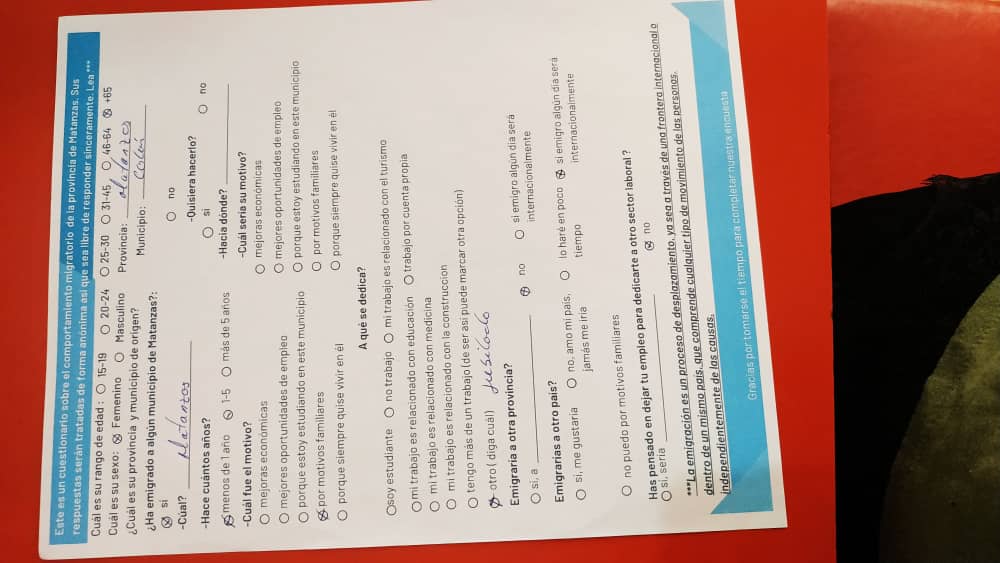 Este es un cuestionario sobre el comportamiento migratorio de la provincia de Matanzas. Sus
respuestas serán tratadas de forma anónima así que sea libre de responder sinceramente. Lea ***
Cuál es su rango de edad : ○ 15-19 ○ 20-24 ○ 25-30 ○ 31-45 ○ 46-64 ⊗ +65
Cuál es su sexo: ⊗ Femenino ○ Masculino
¿Cuál es su provincia y municipio de origen? Provincia: Matanzas
Municipio: Colón
¿Ha emigrado a algún municipio de Matanzas?:
⊗ si ○ no
-Cúal? Matanzas
-Hace cuántos años?
⊗ menos de 1 año ⊗ 1-5 ○ más de 5 años
-Cuál fue el motivo?
○ mejoras económicas
○ mejores oportunidades de empleo
○ porque estoy estudiando en este municipio
⊗ por motivos familiares
○ porque siempre quise vivir en él
-Quisiera hacerlo?
○ si ○ no
-Hacia dónde?
-Cuál sería su motivo?
○ mejoras económicas
○ mejores oportunidades de empleo
○ porque estoy estudiando en este municipio
○ por motivos familiares
○ porque siempre quise vivir en él
A qué se dedica?
○ soy estudiante ○ no trabajo ○ mi trabajo es relacionado con el turismo
○ mi trabajo es relacionado con educación ○ trabajo por cuenta propia
○ mi trabajo es relacionado con medicina
○ mi trabajo es relacionado con la construccion
○ tengo más de un trabajo (de ser asi puede marcar otra opción)
⊗ otro ( diga cuál) jubilado
Emigraría a otra provincia?
○ si, a ⊗ no ○ si emigro algún día será
internacionalmente
Emigrarías a otro país?
○ si, me gustaría ○ no, amo mi país, ○ lo haré en poco ⊗ si emigro algún día será
jamás me iría tiempo internacionalmente
○ no puedo por motivos familiares
Has pensado en dejar tu empleo para dedicarte a otro sector laboral ?
○ si, sería ⊗ no
***La emigración es un proceso de desplazamiento, ya sea a través de una frontera internacional o
dentro de un mismo país, que comprende cualquier tipo de movimiento de las personas,
independientemente de las causas.
Gracias por tomarse el tiempo para completar nuestra encuesta